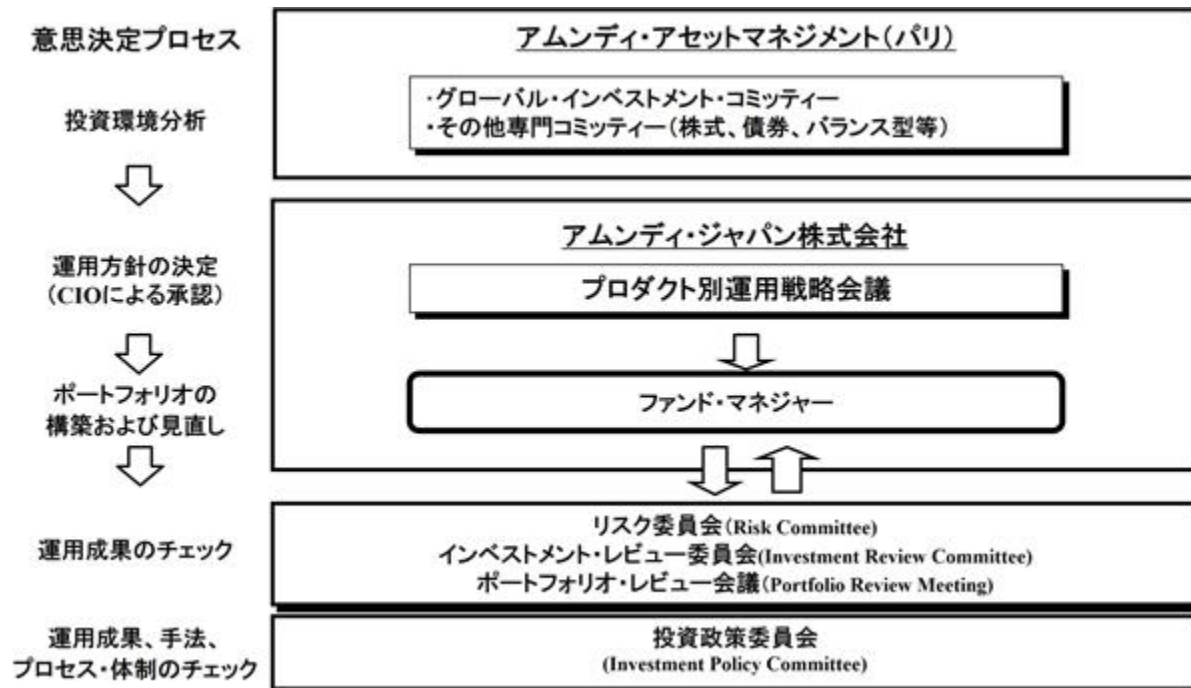 意思決定プロセス
アムンディ・アセットマネジメント(パリ)
投資環境分析
・グローバル・インベストメント・コミッティー
・その他専門コミッティー(株式、債券、バランス型等)
アムンディ・ジャパン株式会社
運用方針の決定
(CIOによる承認)
プロダクト別運用戦略会議
ポートフォリオの
構築および見直し
ファンド・マネジャー
運用成果のチェック
リスク委員会(Risk Committee)
インベストメント・レビュー委員会(Investment Review Committee)
ポートフォリオ・レビュー会議(Portfolio Review Meeting)
運用成果、手法、
プロセス・体制のチェック
投資政策委員会
(Investment Policy Committee)